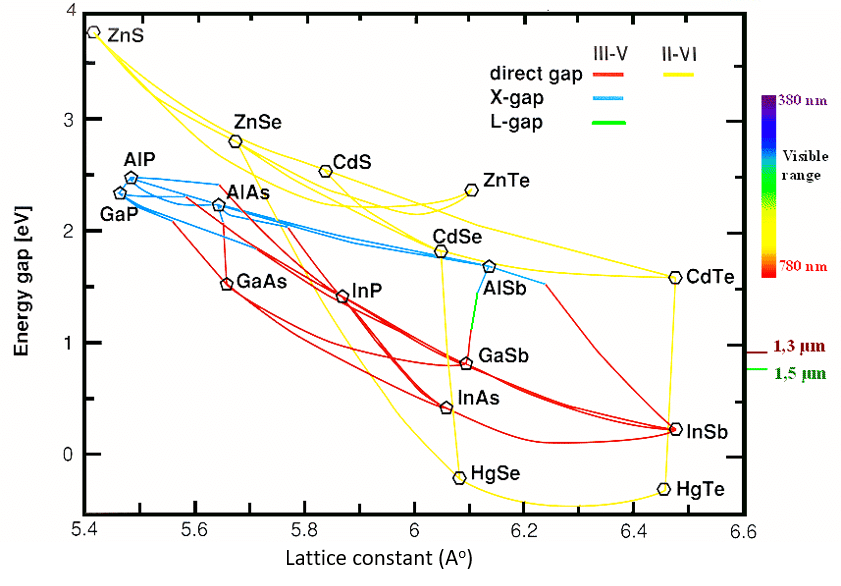 4
3
2
1
0
Energy gap [eV]
5.4
5.6
5.8
6
6.2
6.4
6.6
Lattice constant (Aº)
III-V
II-VI
direct gap
X-gap
L-gap
ZnS
ZnSe
CdS
ZnTe
AlP
GaP
AlAs
CdSe
AlSb
CdTe
GaAs
InP
GaSb
InAs
InSb
HgSe
HgTe
380 nm
Visible
range
780 nm
1,3 μm
1,5 μm